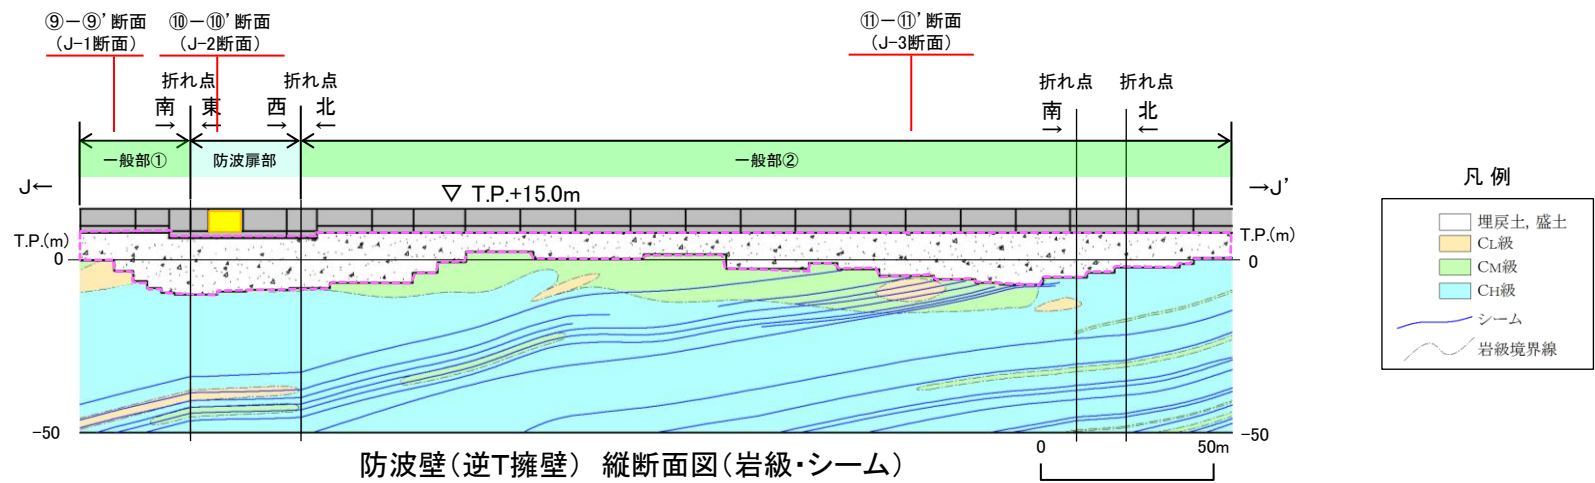 ⑨－⑨’断面
（J-1断面）
⑩－⑩’断面
（J-2断面）
⑪－⑪’断面
（J-3断面）
折れ点
折れ点
折れ点
折れ点
南→
東←
西→
北←
南→
北←
一般部①
防波扉部
一般部②
J←
▽ T.P.+15.0m
→J’
T.P.(m)
T.P.(m)
0
0
-50
-50
防波壁（逆T擁壁） 縦断面図（岩級・シーム）
0
50m
凡 例
埋戻土, 盛土
CL級
CM級
CH級
シーム
岩級境界線